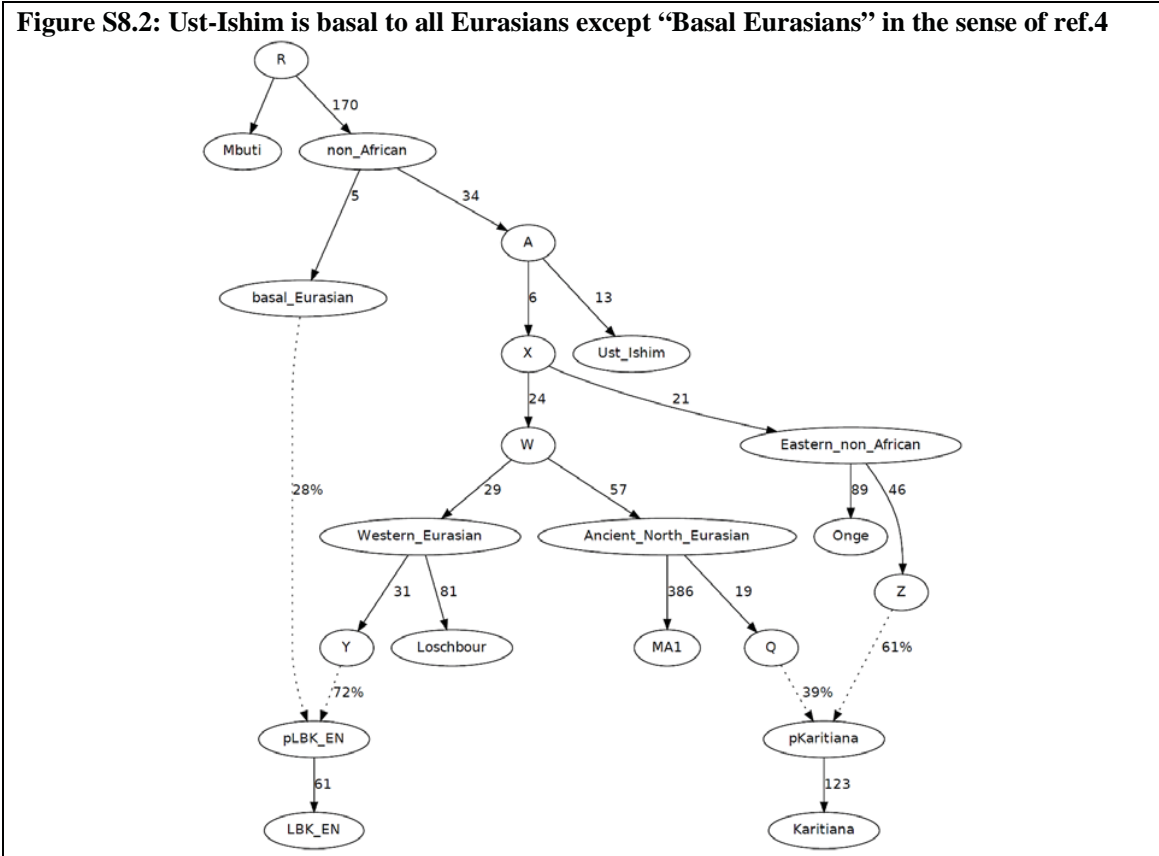 Figure S8.2: Ust-Ishim is basal to all Eurasians except “Basal Eurasians” in the sense of ref.4
R
170
Mbuti
non_African
5
34
A
basal_Eurasian
6
13
X
Ust_Ishim
24
21
W
Eastern_non_African
28%
29
57
89
46
Western_Eurasian
Ancient_North_Eurasian
Onge
31
81
386
19
Z
Y
Loschbour
MA1
Q
61%
72%
39%
pLBK_EN
pKaritiana
61
123
LBK_EN
Karitiana